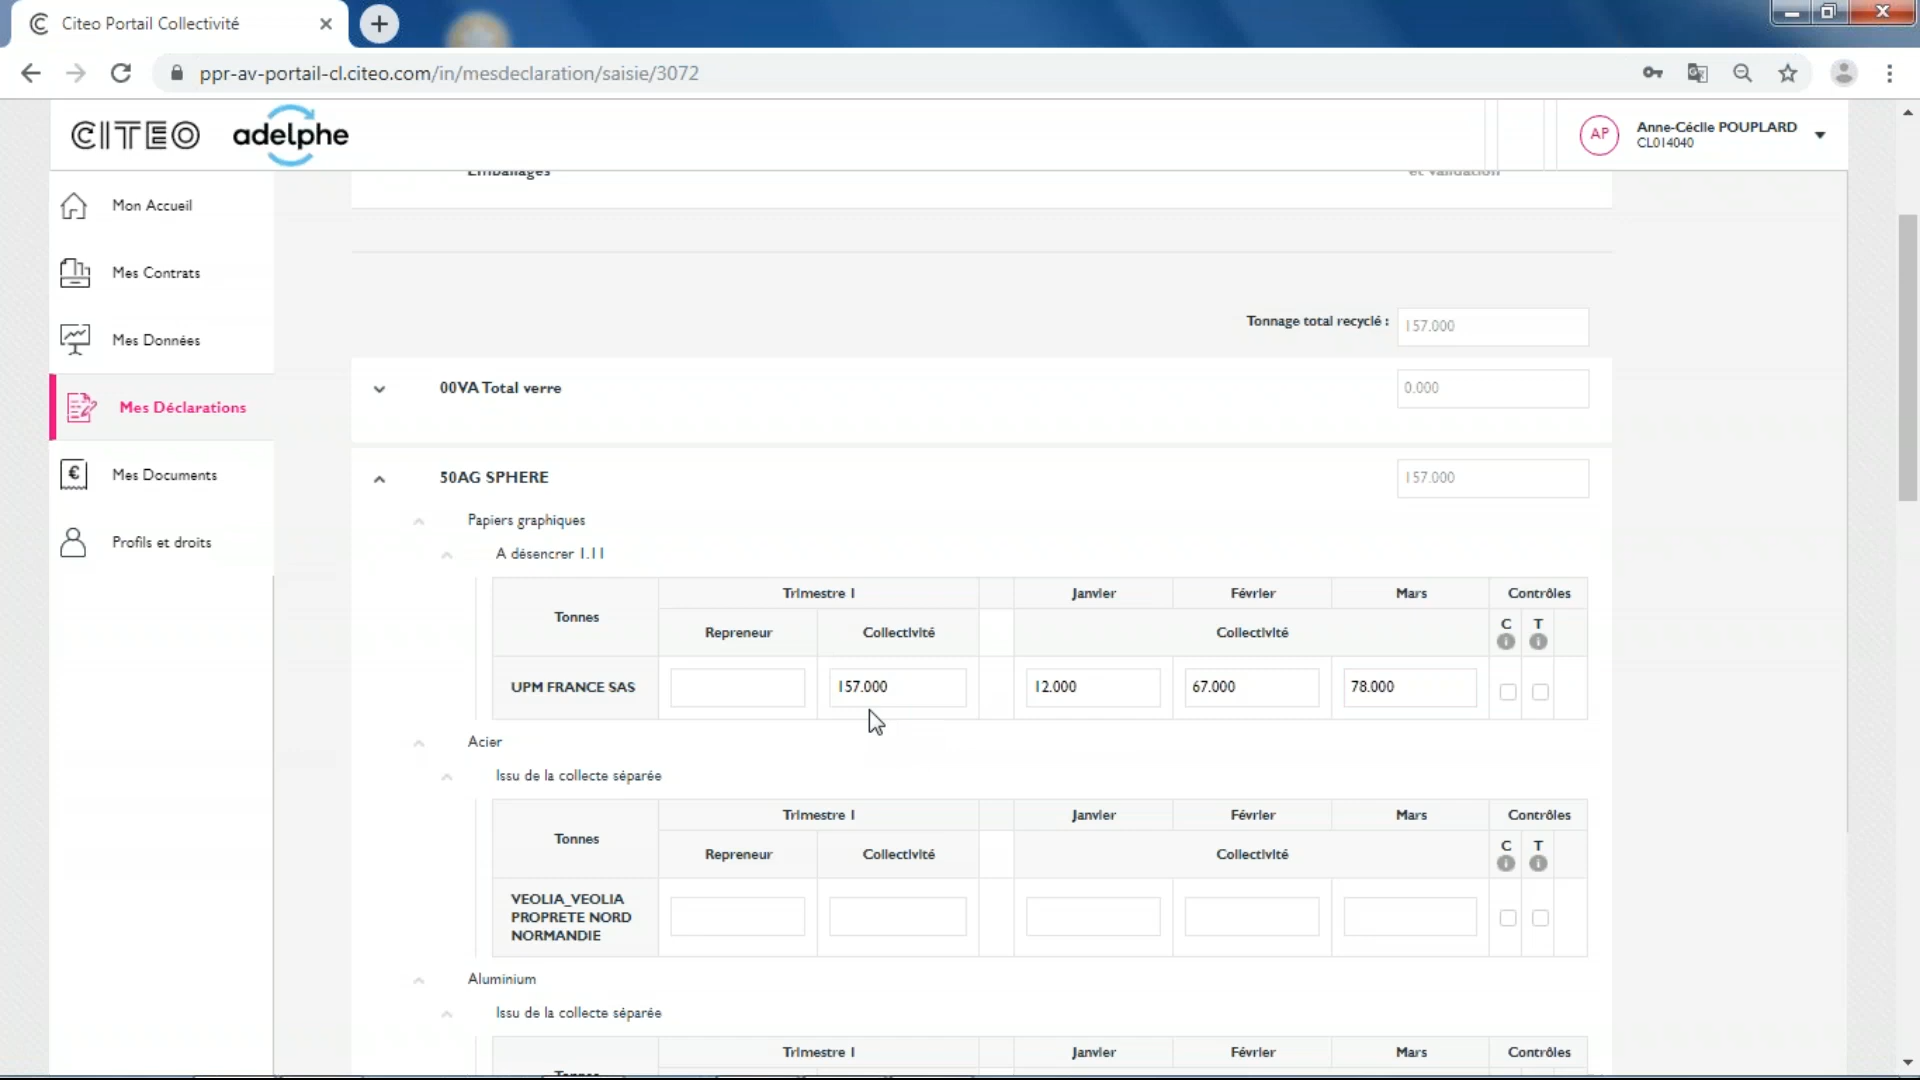 Citeo Portail Collectivité
ppr-av-portail-cl.citeo.com/in/mesdeclaration/saisie/3072
CITEO adelphe
AP
Anne-Cécile POUPLARD
CL014040
Emballages
et validation
Mon Accueil
Mes Contrats
Mes Données
Mes Déclarations
Mes Documents
Profils et droits
Tonnage total recyclé : 157.000
00VA Total verre 0.000
50AG SPHERE 157.000
Papiers graphiques
A désencrer 1.11
Tonnes Trimestre 1 Janvier Février Mars Contrôles
Repreneur Collectivité Collectivité C T
UPM FRANCE SAS 157.000 12.000 67.000 78.000
Acier
Issu de la collecte séparée
Tonnes Trimestre 1 Janvier Février Mars Contrôles
Repreneur Collectivité Collectivité C T
VEOLIA_VEOLIA
PROPRETE NORD
NORMANDIE
Aluminium
Issu de la collecte séparée
Trimestre 1 Janvier Février Mars Contrôles
Tonnes